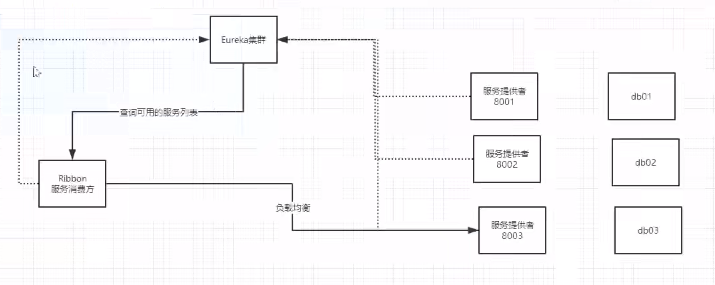 Eureka集群
服务提供者
8001
db01
查询可用的服务列表
服务提供者
8002
db02
Ribbon
服务消费方
负载均衡
服务提供者
8003
db03